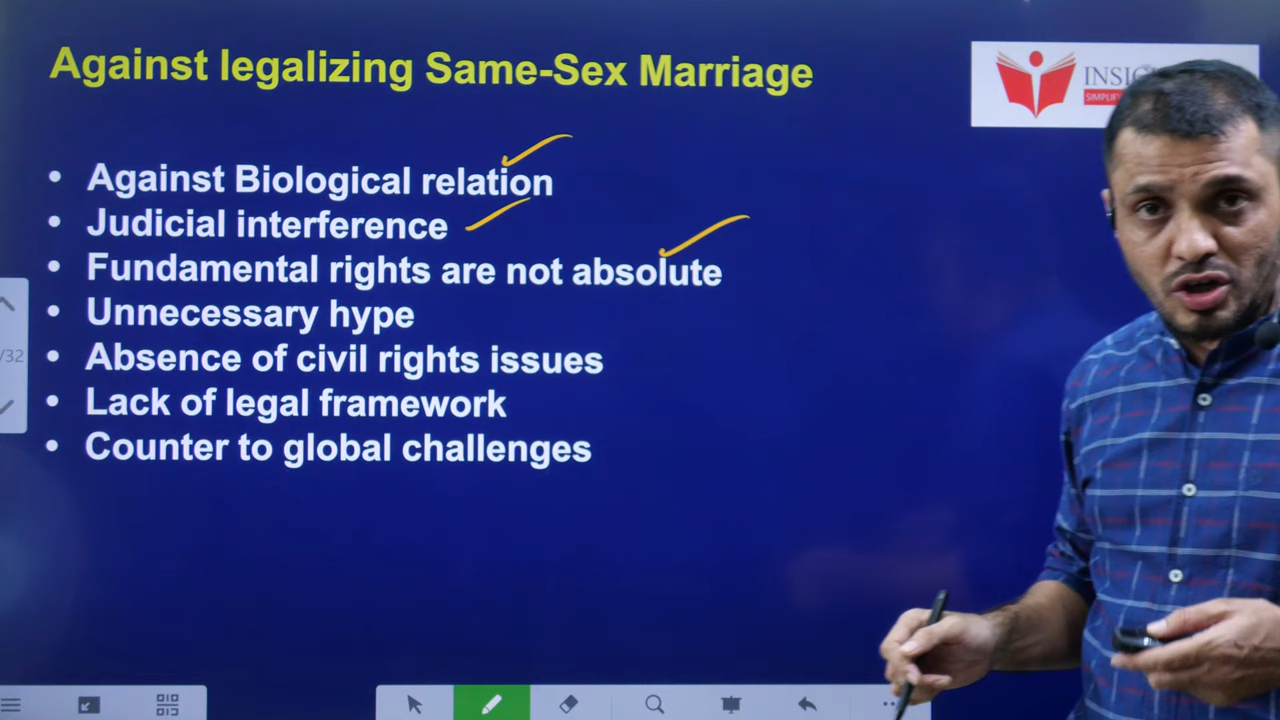 Against legalizing Same-Sex Marriage
• Against Biological relation
• Judicial interference
• Fundamental rights are not absolute
• Unnecessary hype
• Absence of civil rights issues
• Lack of legal framework
• Counter to global challenges
/32